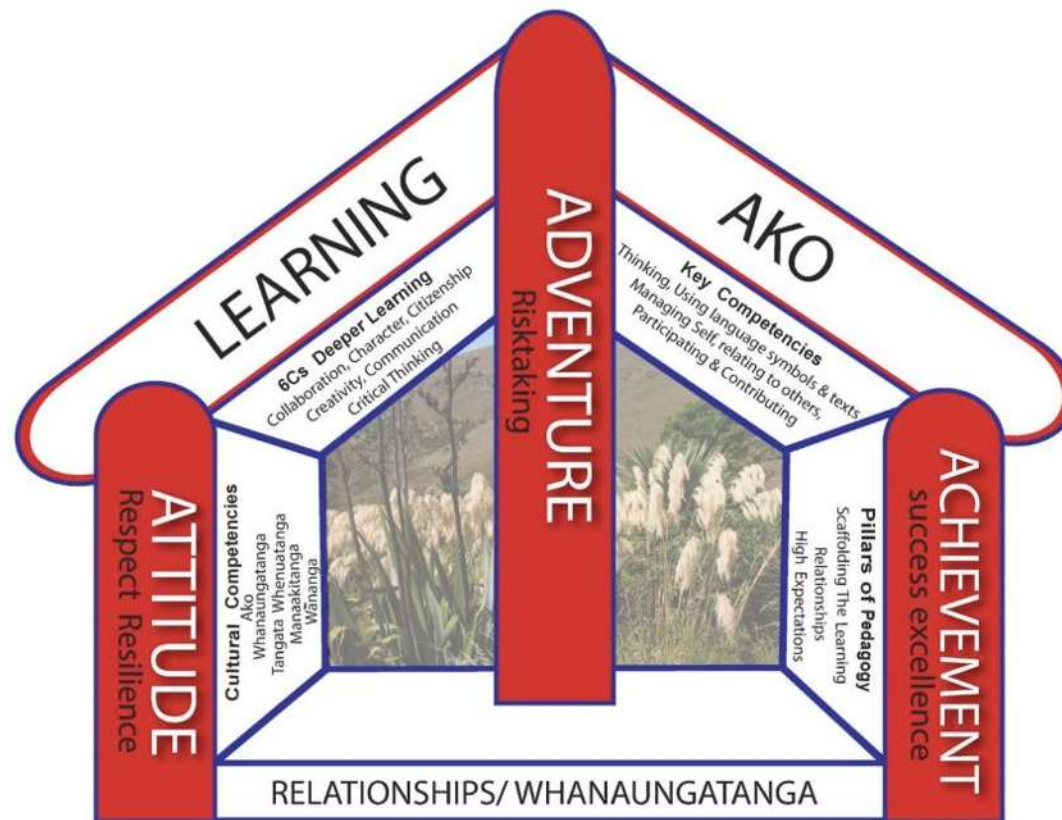 LEARNING
AKO
ADVENTURE
Risktaking
6Cs Deeper Learning
Collaboration, Character, Citizenship
Creativity, Communication
Critical Thinking
Key Competencies
Thinking, Using language symbols & texts
Managing Self, relating to others,
Participating & Contributing
ATTITUDE
Respect Resilience
Cultural Competencies
Ako
Whanaungatanga
Tangata Whenuatanga
Manaakitanga
Wānanga
Pillars of Pedagogy
Scaffolding The Learning
Relationships
High Expectations
ACHIEVEMENT
success excellence
RELATIONSHIPS/ WHANAUNGATANGA